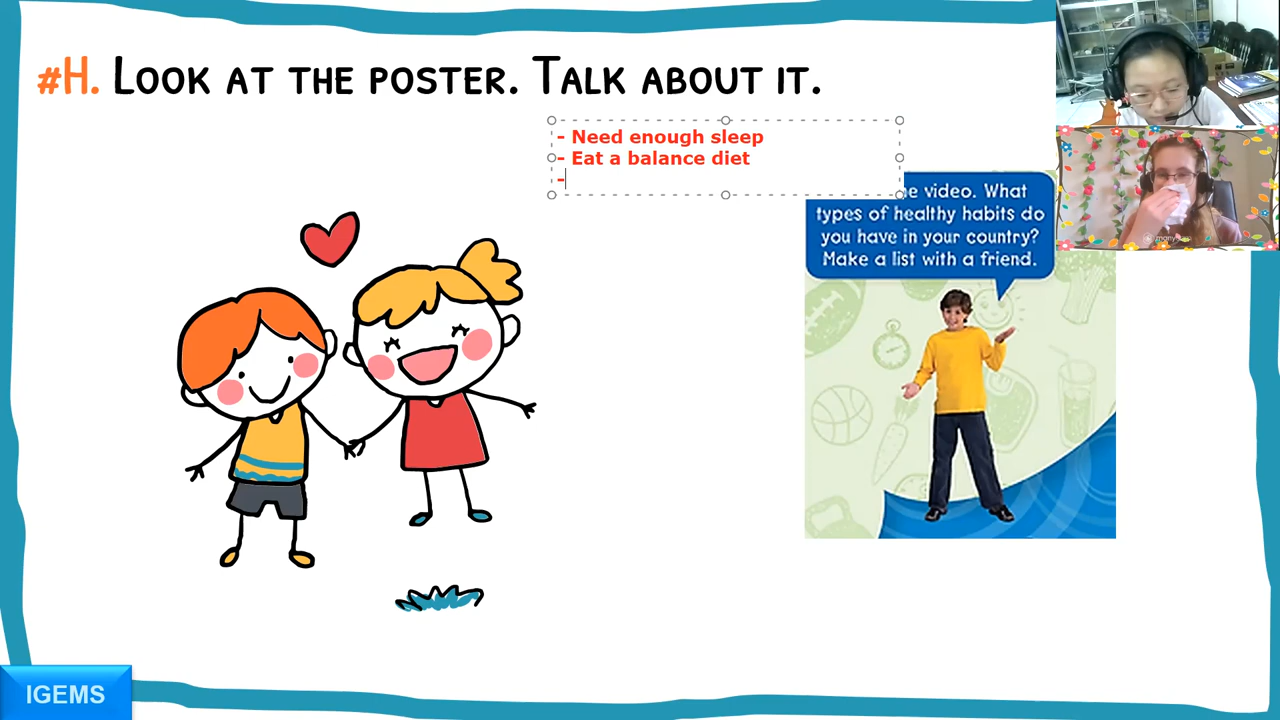 #H. LOOK AT THE POSTER. TALK ABOUT IT.
- Need enough sleep
- Eat a balance diet
-
video. What
types of healthy habits do
you have in your country?
Make a list with a friend.
IGEMS